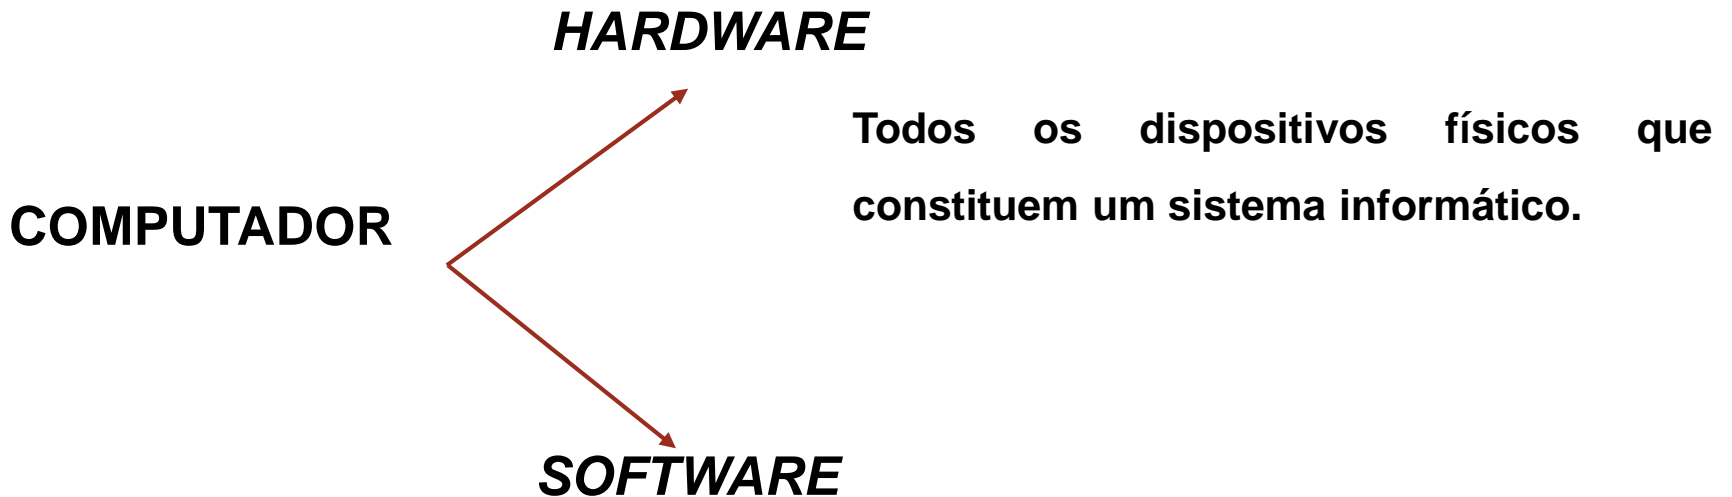 HARDWARE
Todos os dispositivos físicos que
constituem um sistema informático.
COMPUTADOR
SOFTWARE